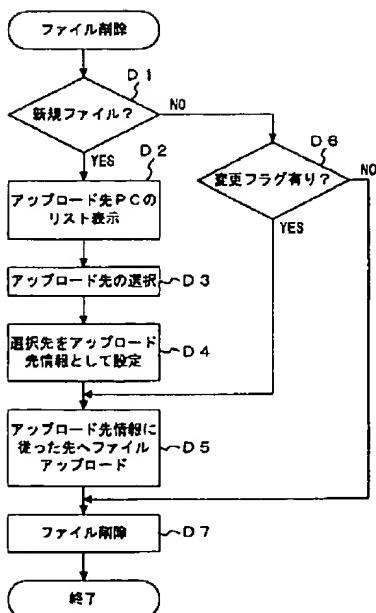 ファイル削除
D1
新規ファイル?
NO
YES
D2
D6
変更フラグ有り?
NO
YES
アップロード先PCの
リスト表示
アップロード先の選択
D3
選択先をアップロード
先情報として設定
D4
アップロード先情報に
従った先へファイル
アップロード
D5
ファイル削除
D7
終了